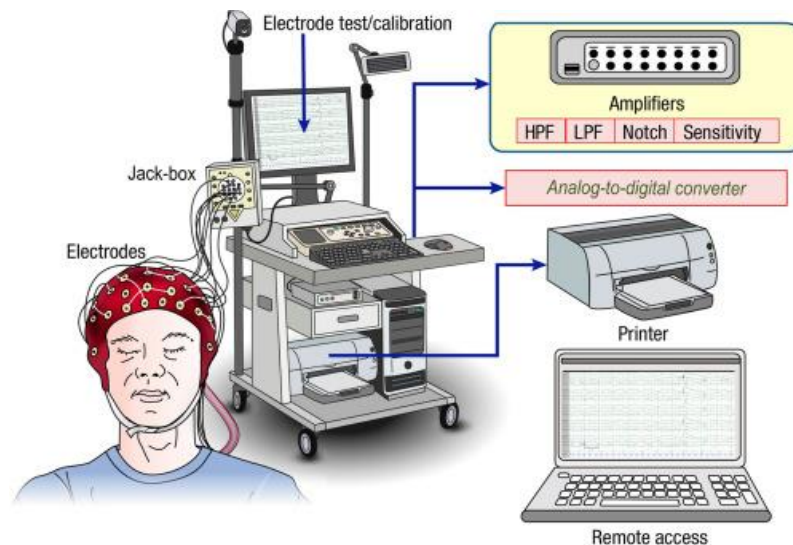 Electrode test/calibration
Amplifiers
HPF LPF Notch Sensitivity
Jack-box
Analog-to-digital converter
Electrodes
Printer
Remote access